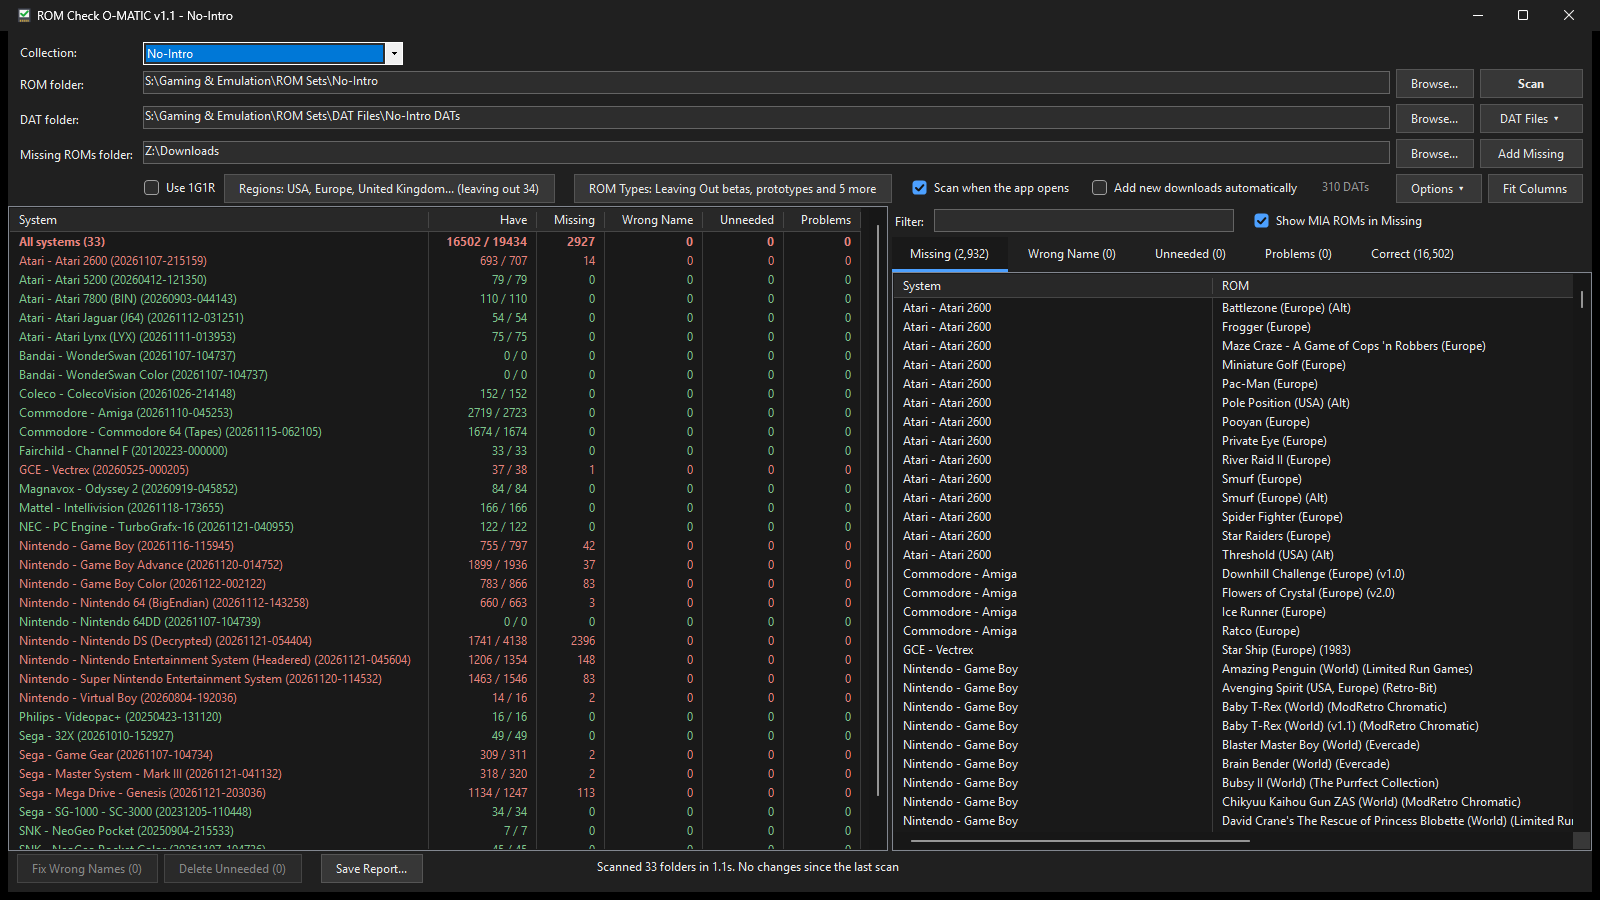 ROM Check O-MATIC v1.1 - No-Intro
Collection: No-Intro
ROM folder: S:\Gaming & Emulation\ROM Sets\No-Intro Browse... Scan
DAT folder: S:\Gaming & Emulation\ROM Sets\DAT Files\No-Intro DATs Browse... DAT Files
Missing ROMs folder: Z:\Downloads Browse... Add Missing
Use 1G1R Regions: USA, Europe, United Kingdom... (leaving out 34) ROM Types: Leaving Out betas, prototypes and 5 more Scan when the app opens Add new downloads automatically 310 DATs Options Fit Columns
System Have Missing Wrong Name Unneeded Problems
All systems (33) 16502 / 19434 2927 0 0 0
Atari - Atari 2600 (20261107-215159) 693 / 707 14 0 0 0
Atari - Atari 5200 (20260412-121350) 79 / 79 0 0 0 0
Atari - Atari 7800 (BIN) (20260903-044143) 110 / 110 0 0 0 0
Atari - Atari Jaguar (J64) (20261112-031251) 54 / 54 0 0 0 0
Atari - Atari Lynx (LYX) (20261111-013953) 75 / 75 0 0 0 0
Bandai - WonderSwan (20261107-104737) 0 / 0 0 0 0 0
Bandai - WonderSwan Color (20261107-104737) 0 / 0 0 0 0 0
Coleco - ColecoVision (20261026-214148) 152 / 152 0 0 0 0
Commodore - Amiga (20261110-045253) 2719 / 2723 0 0 0 0
Commodore - Commodore 64 (Tapes) (20261115-062105) 1674 / 1674 0 0 0 0
Fairchild - Channel F (20120223-000000) 33 / 33 0 0 0 0
GCE - Vectrex (20260525-000205) 37 / 38 1 0 0 0
Magnavox - Odyssey 2 (20260919-045852) 84 / 84 0 0 0 0
Mattel - Intellivision (20261118-173655) 166 / 166 0 0 0 0
NEC - PC Engine - TurboGrafx-16 (20261121-040955) 122 / 122 0 0 0 0
Nintendo - Game Boy (20261116-115945) 755 / 797 42 0 0 0
Nintendo - Game Boy Advance (20261120-014752) 1899 / 1936 37 0 0 0
Nintendo - Game Boy Color (20261122-002122) 783 / 866 83 0 0 0
Nintendo - Nintendo 64 (BigEndian) (20261112-143258) 660 / 663 3 0 0 0
Nintendo - Nintendo 64DD (20261107-104739) 0 / 0 0 0 0 0
Nintendo - Nintendo DS (Decrypted) (20261121-054404) 1741 / 4138 2396 0 0 0
Nintendo - Nintendo Entertainment System (Headered) (20261121-045604) 1206 / 1354 148 0 0 0
Nintendo - Super Nintendo Entertainment System (20261120-114532) 1463 / 1546 83 0 0 0
Nintendo - Virtual Boy (20260804-192036) 14 / 16 2 0 0 0
Philips - Videopac+ (20250423-131120) 16 / 16 0 0 0 0
Sega - 32X (20261010-152927) 49 / 49 0 0 0 0
Sega - Game Gear (20261107-104734) 309 / 311 2 0 0 0
Sega - Master System - Mark III (20261121-041132) 318 / 320 2 0 0 0
Sega - Mega Drive - Genesis (20261121-203036) 1134 / 1247 113 0 0 0
Sega - SG-1000 - SC-3000 (20231205-110448) 34 / 34 0 0 0 0
SNK - NeoGeo Pocket (20250904-215533) 7 / 7 0 0 0 0
SNK - NeoGeo Pocket Color (20261107-104736) 45 / 45 0 0 0 0
Filter: Show MIA ROMs in Missing
Missing (2,932) Wrong Name (0) Unneeded (0) Problems (0) Correct (16,502)
System ROM
Atari - Atari 2600 Battlezone (Europe) (Alt)
Atari - Atari 2600 Frogger (Europe)
Atari - Atari 2600 Maze Craze - A Game of Cops 'n Robbers (Europe)
Atari - Atari 2600 Miniature Golf (Europe)
Atari - Atari 2600 Pac-Man (Europe)
Atari - Atari 2600 Pole Position (USA) (Alt)
Atari - Atari 2600 Pooyan (Europe)
Atari - Atari 2600 Private Eye (Europe)
Atari - Atari 2600 River Raid II (Europe)
Atari - Atari 2600 Smurf (Europe)
Atari - Atari 2600 Smurf (Europe) (Alt)
Atari - Atari 2600 Spider Fighter (Europe)
Atari - Atari 2600 Star Raiders (Europe)
Atari - Atari 2600 Threshold (USA) (Alt)
Commodore - Amiga Downhill Challenge (Europe) (v1.0)
Commodore - Amiga Flowers of Crystal (Europe) (v2.0)
Commodore - Amiga Ice Runner (Europe)
Commodore - Amiga Ratco (Europe)
GCE - Vectrex Star Ship (Europe) (1983)
Nintendo - Game Boy Amazing Penguin (World) (Limited Run Games)
Nintendo - Game Boy Avenging Spirit (USA, Europe) (Retro-Bit)
Nintendo - Game Boy Baby T-Rex (World) (ModRetro Chromatic)
Nintendo - Game Boy Baby T-Rex (World) (v1.1) (ModRetro Chromatic)
Nintendo - Game Boy Blaster Master Boy (World) (Evercade)
Nintendo - Game Boy Brain Bender (World) (Evercade)
Nintendo - Game Boy Bubsy II (World) (The Purrfect Collection)
Nintendo - Game Boy Chikyuu Kaihou Gun ZAS (World) (ModRetro Chromatic)
Nintendo - Game Boy David Crane's The Rescue of Princess Blobette (World) (Limited Ru
Fix Wrong Names (0) Delete Unneeded (0) Save Report... Scanned 33 folders in 1.1s. No changes since the last scan